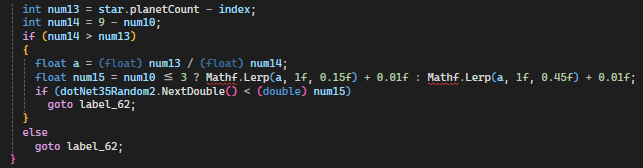 int num13 = star.planetCount - index;
int num14 = 9 - num10;
if (num14 > num13)
{
float a = (float) num13 / (float) num14;
float num15 = num10 ≤ 3 ? Mathf.Lerp(a, 1f, 0.15f) + 0.01f : Mathf.Lerp(a, 1f, 0.45f) + 0.01f;
if (dotNet35Random2.NextDouble() < (double) num15)
goto label_62;
}
else
goto label_62;
}